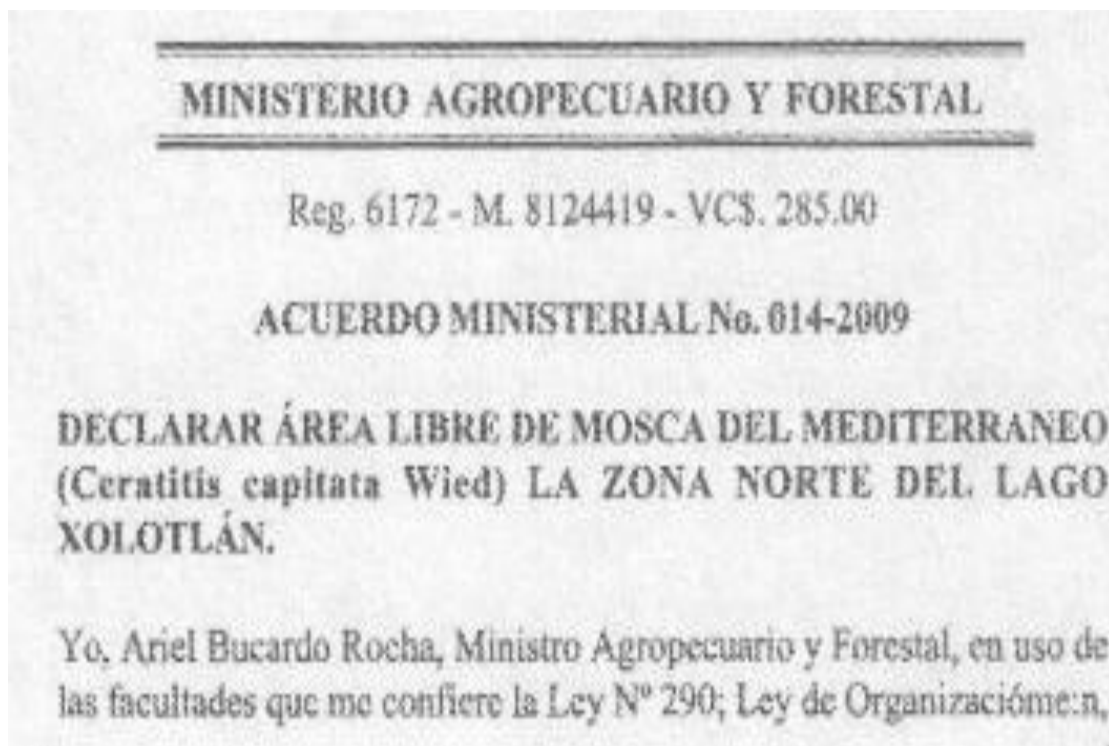 MINISTERIO AGROPECUARIO Y FORESTAL
Reg. 6172 - M. 8124419 - VC$. 285.00
ACUERDO MINISTERIAL No. 014-2009
DECLARAR ÁREA LIBRE DE MOSCA DEL MEDITERRANEO
(Ceratitis capitata Wied) LA ZONA NORTE DEL LAGO
XOLOTLÁN.
Yo, Ariel Bucardo Rocha, Ministro Agropecuario y Forestal, en uso de
las facultades que me confiere la Ley Nº 290; Ley de Organizacióme:n,